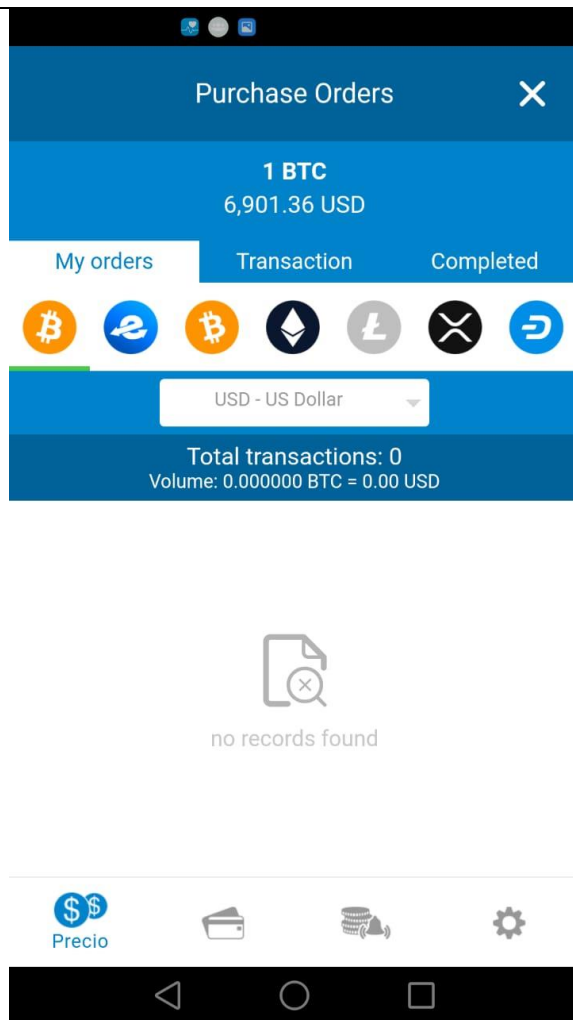 Purchase Orders
1 BTC
6,901.36 USD
My orders Transaction Completed
USD - US Dollar
Total transactions: 0
Volume: 0.000000 BTC = 0.00 USD
no records found
Precio